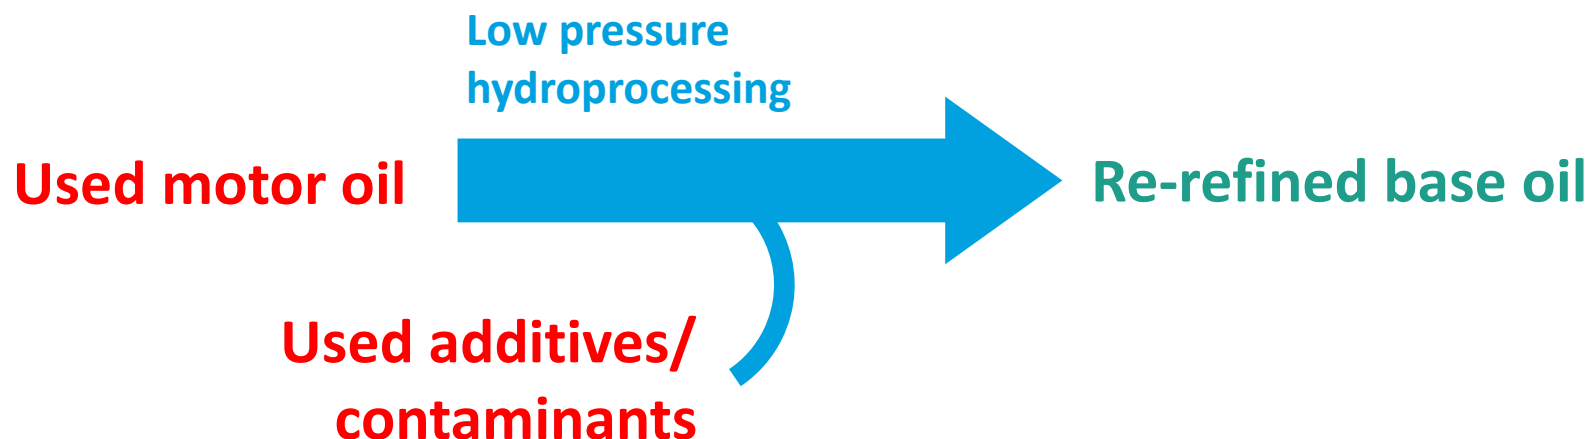 Low pressure
hydroprocessing
Used motor oil
Re-refined base oil
Used additives/
contaminants